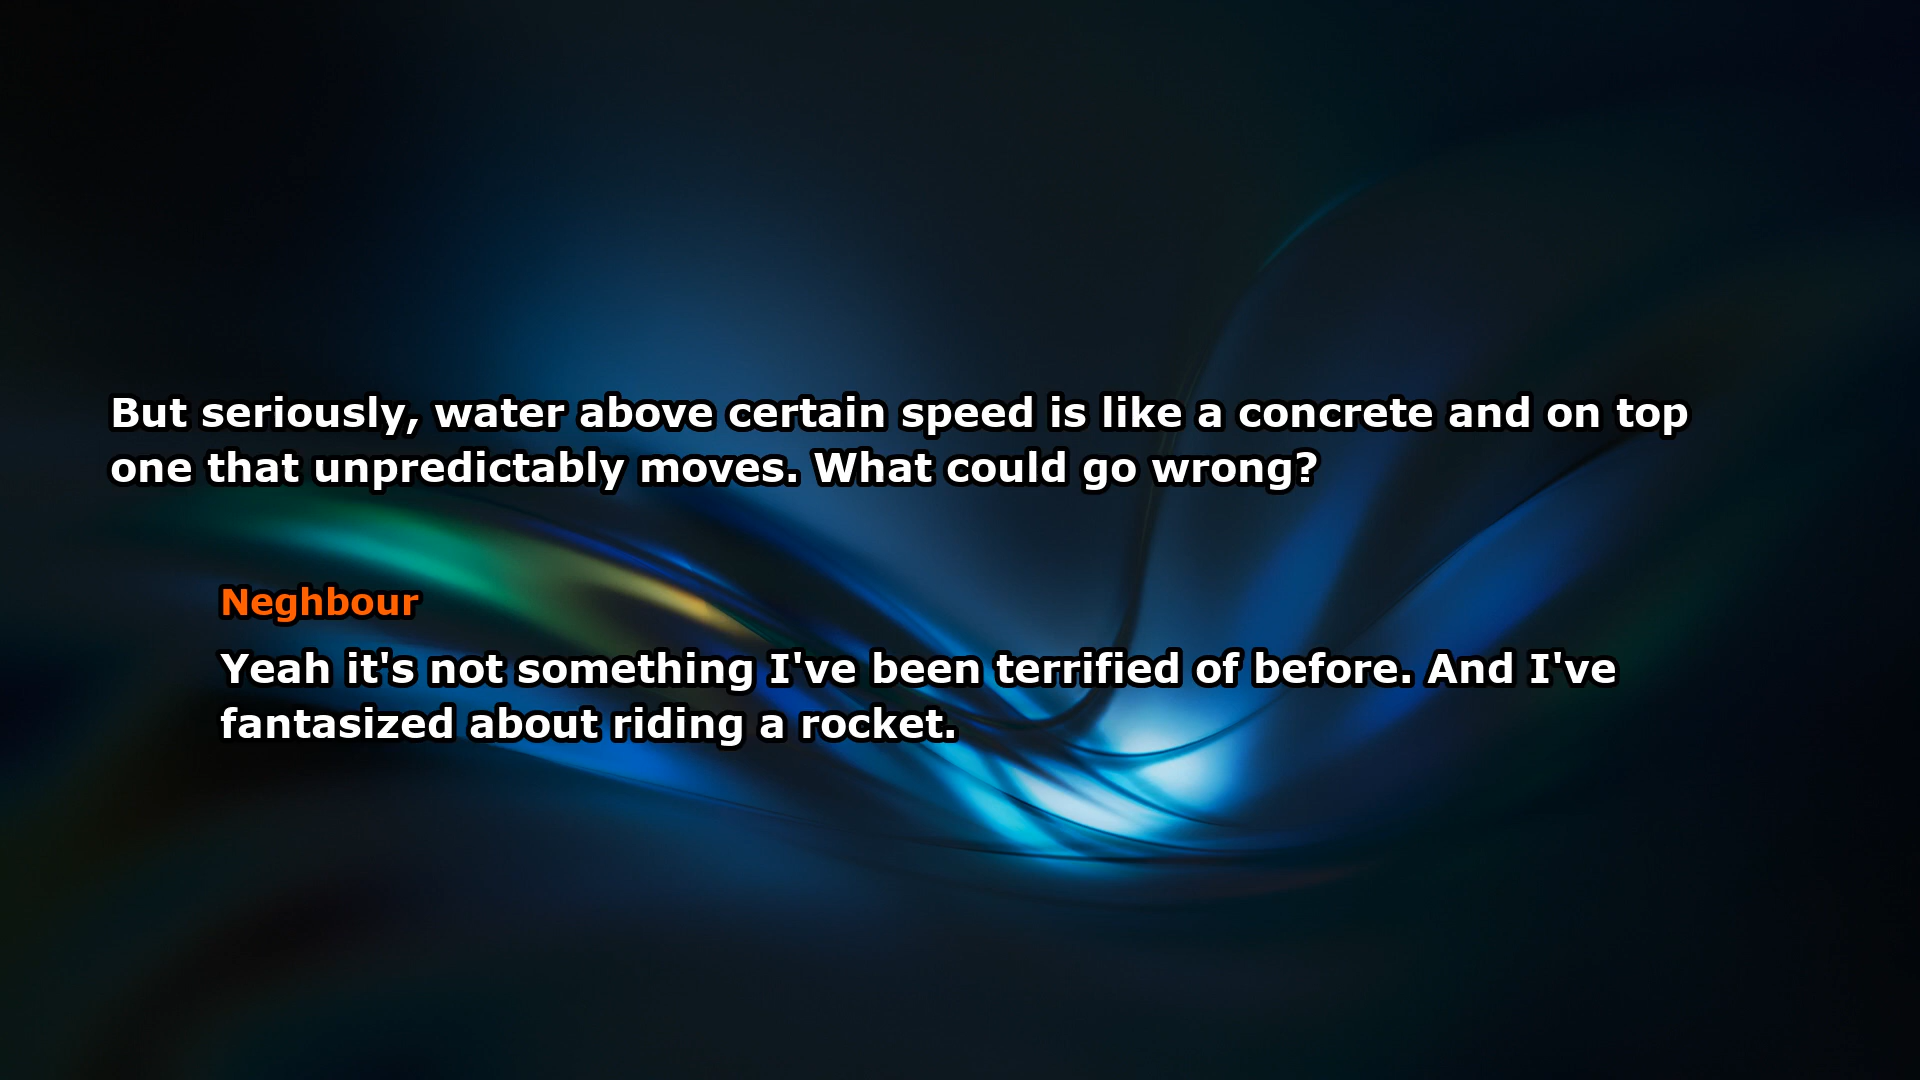 But seriously, water above certain speed is like a concrete and on top
one that unpredictably moves. What could go wrong?
Neghbour
Yeah it's not something I've been terrified of before. And I've
fantasized about riding a rocket.